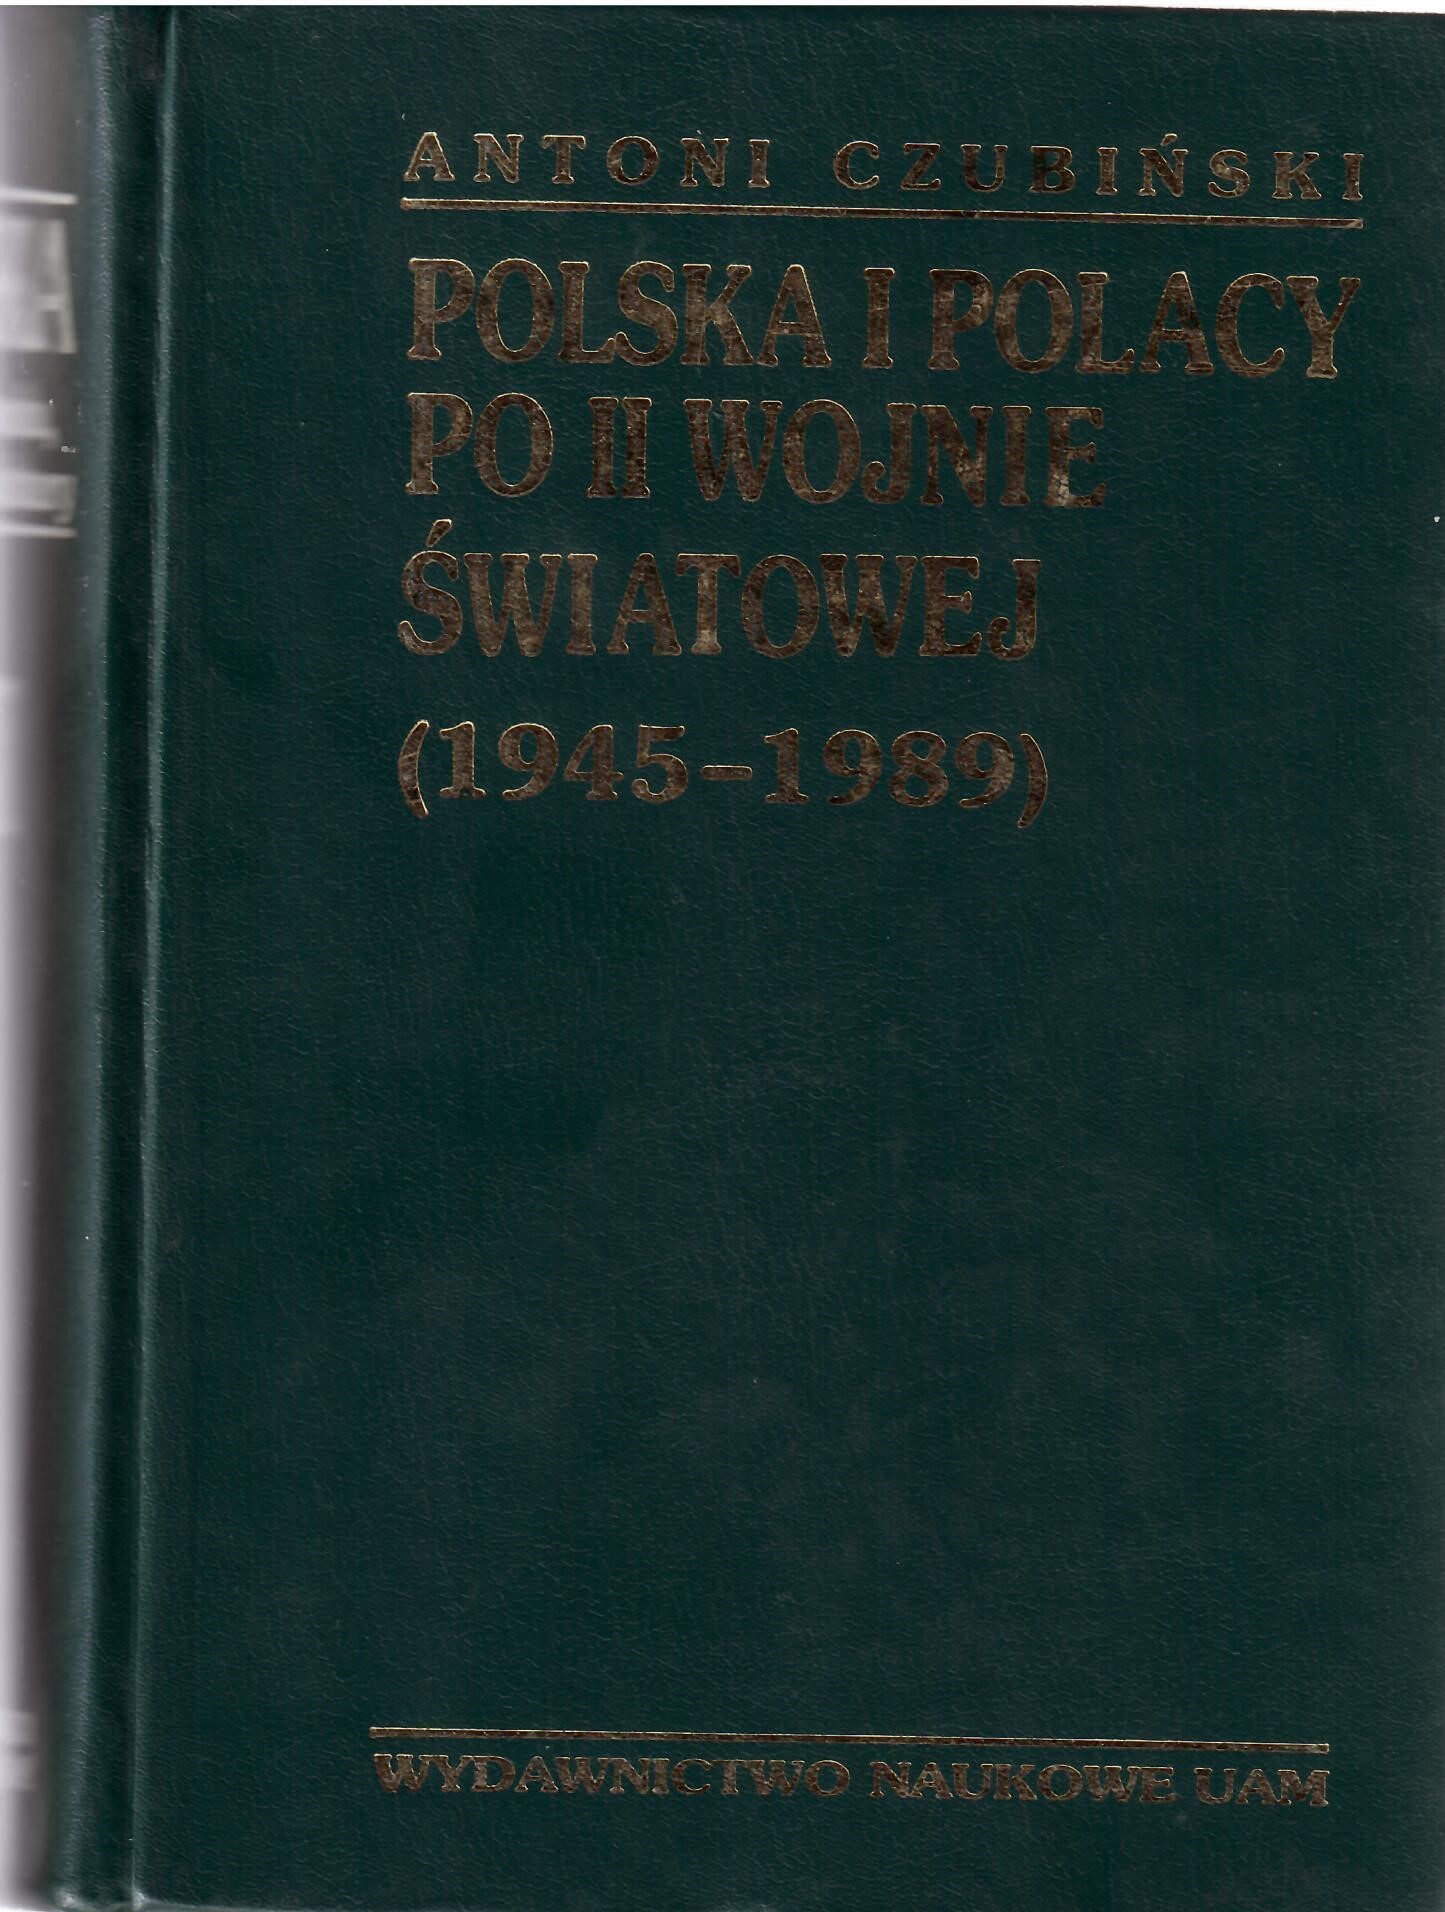 ANTONI CZUBIŃSKI
POLSKA I POLACY
PO II WOJNIE
ŚWIATOWEJ
(1945–1989)
WYDAWNICTWO NAUKOWE UAM